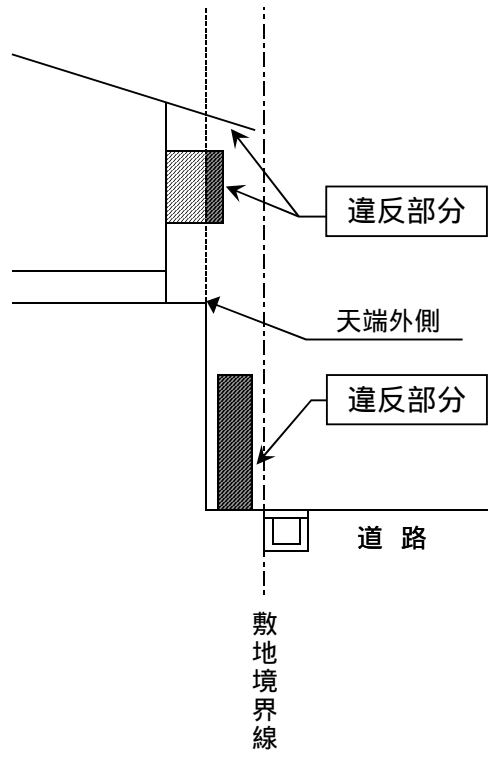 違反部分
天端外側
違反部分
道 路
敷地境界線